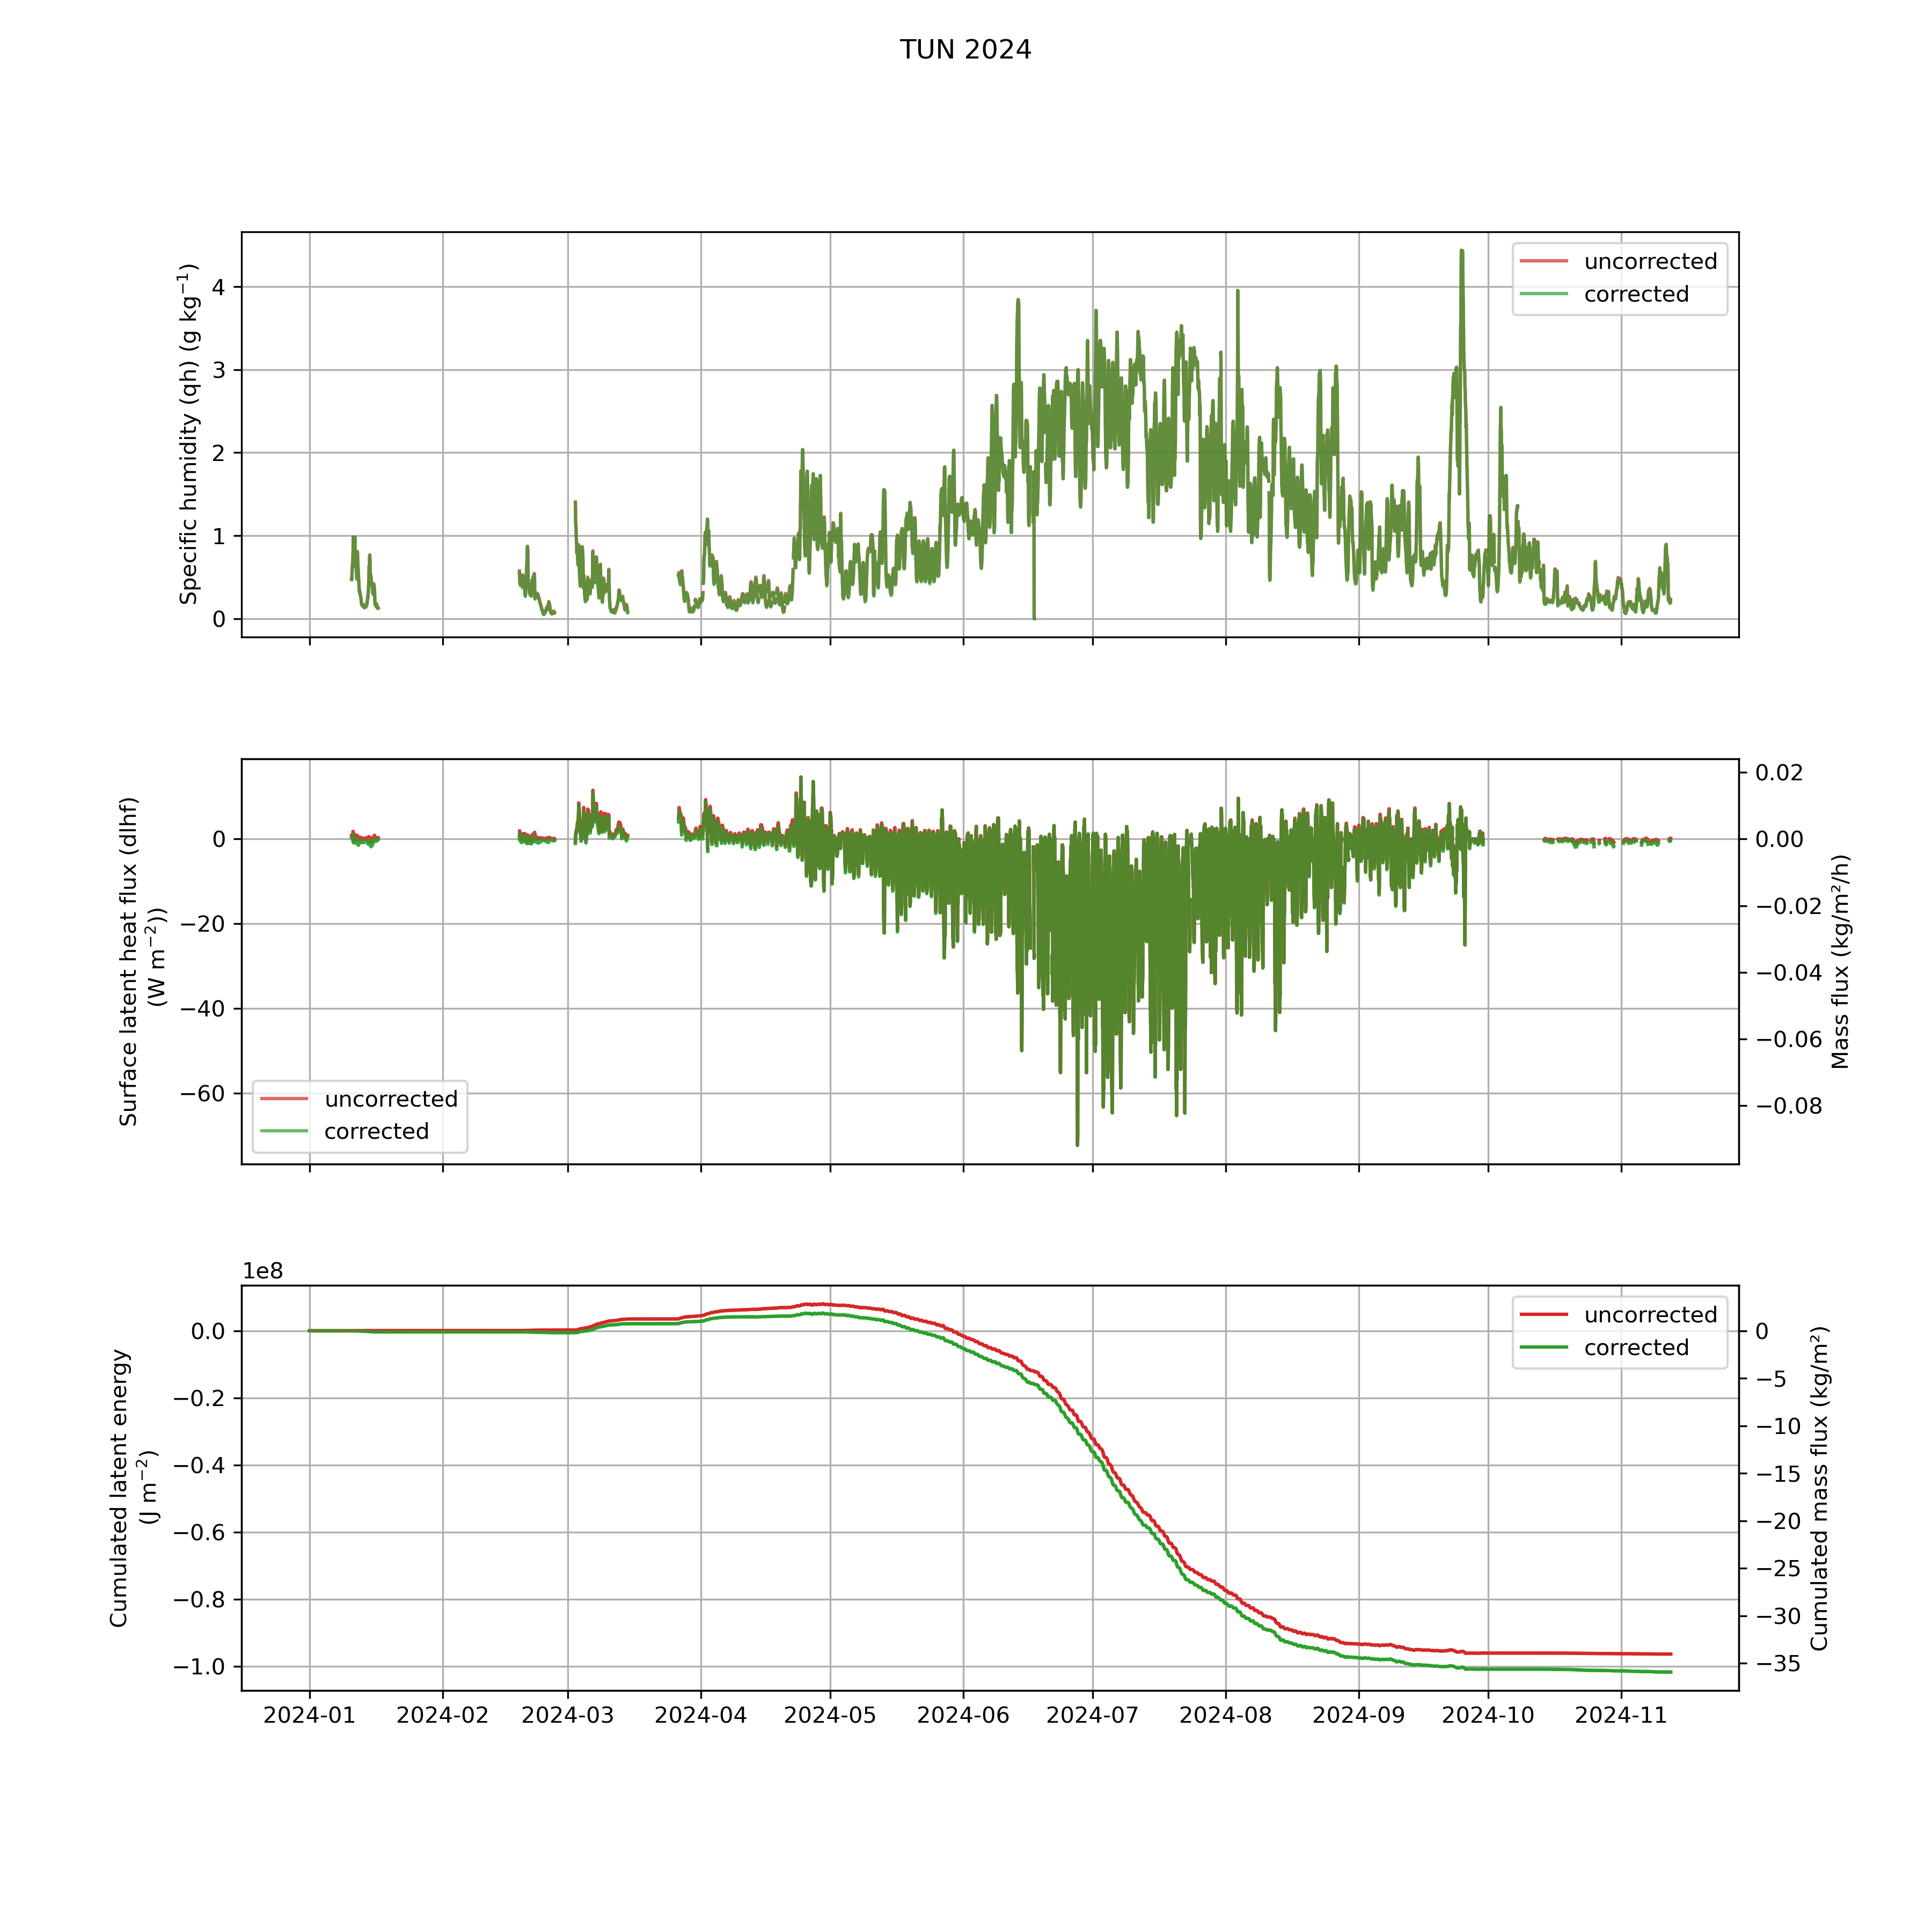 TUN 2024
Specific humidity (qh) (g kg⁻¹)
4
3
2
1
0
uncorrected
corrected
Surface latent heat flux (dlhf)
(W m⁻²))
0
−20
−40
−60
uncorrected
corrected
0.02
0.00
−0.02
−0.04
−0.06
−0.08
Mass flux (kg/m²/h)
1e8
Cumulated latent energy
(J m⁻²)
0.0
−0.2
−0.4
−0.6
−0.8
−1.0
uncorrected
corrected
0
−5
−10
−15
−20
−25
−30
−35
Cumulated mass flux (kg/m²)
2024-01 2024-02 2024-03 2024-04 2024-05 2024-06 2024-07 2024-08 2024-09 2024-10 2024-11